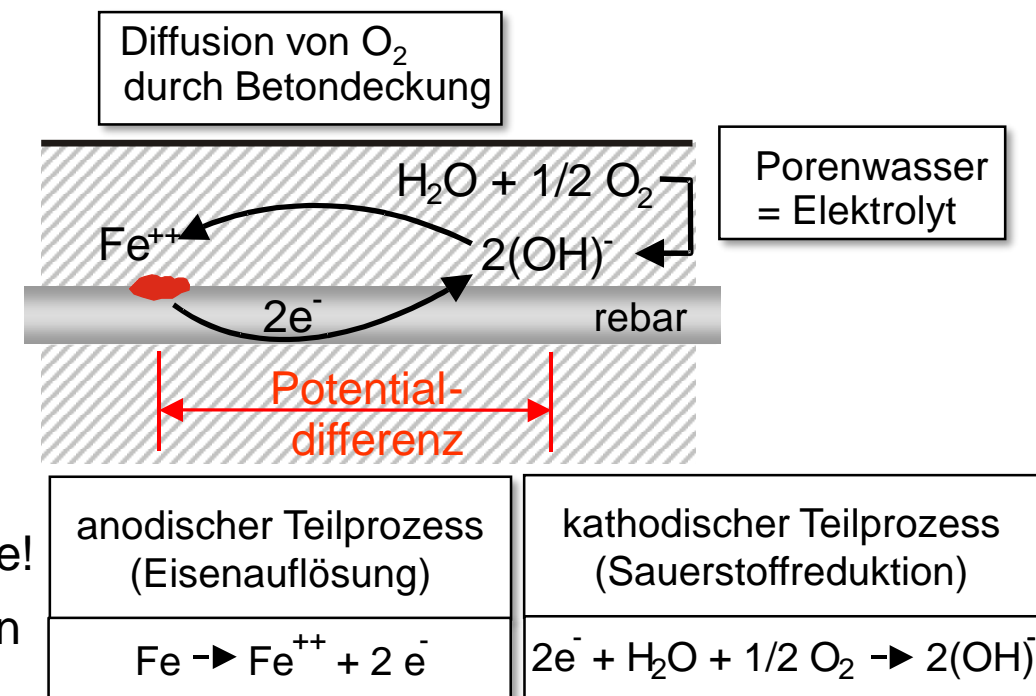 Diffusion von O₂
durch Betondeckung
Porenwasser
= Elektrolyt
H₂O + 1/2 O₂
Fe⁺⁺
2(OH)⁻
2e⁻
rebar
Potential-
differenz
anodischer Teilprozess
(Eisenauflösung)
Fe → Fe⁺⁺ + 2 e⁻
kathodischer Teilprozess
(Sauerstoffreduktion)
2e⁻ + H₂O + 1/2 O₂ → 2(OH)⁻
e!
n